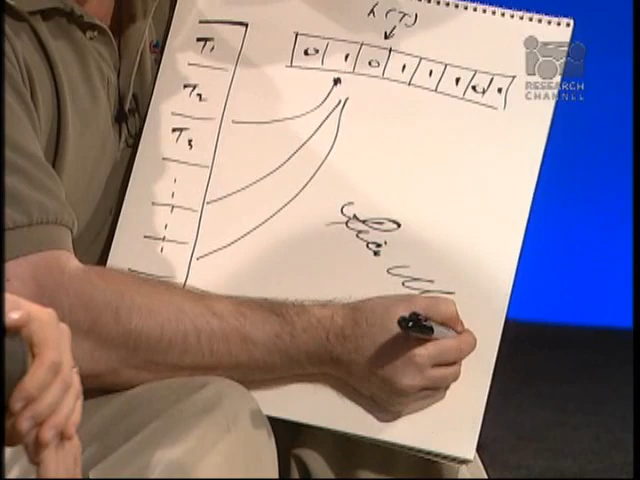 h(T)
0 1 0 1 1 1 0 1
T1
T2
T3
RESEARCH
CHANNEL